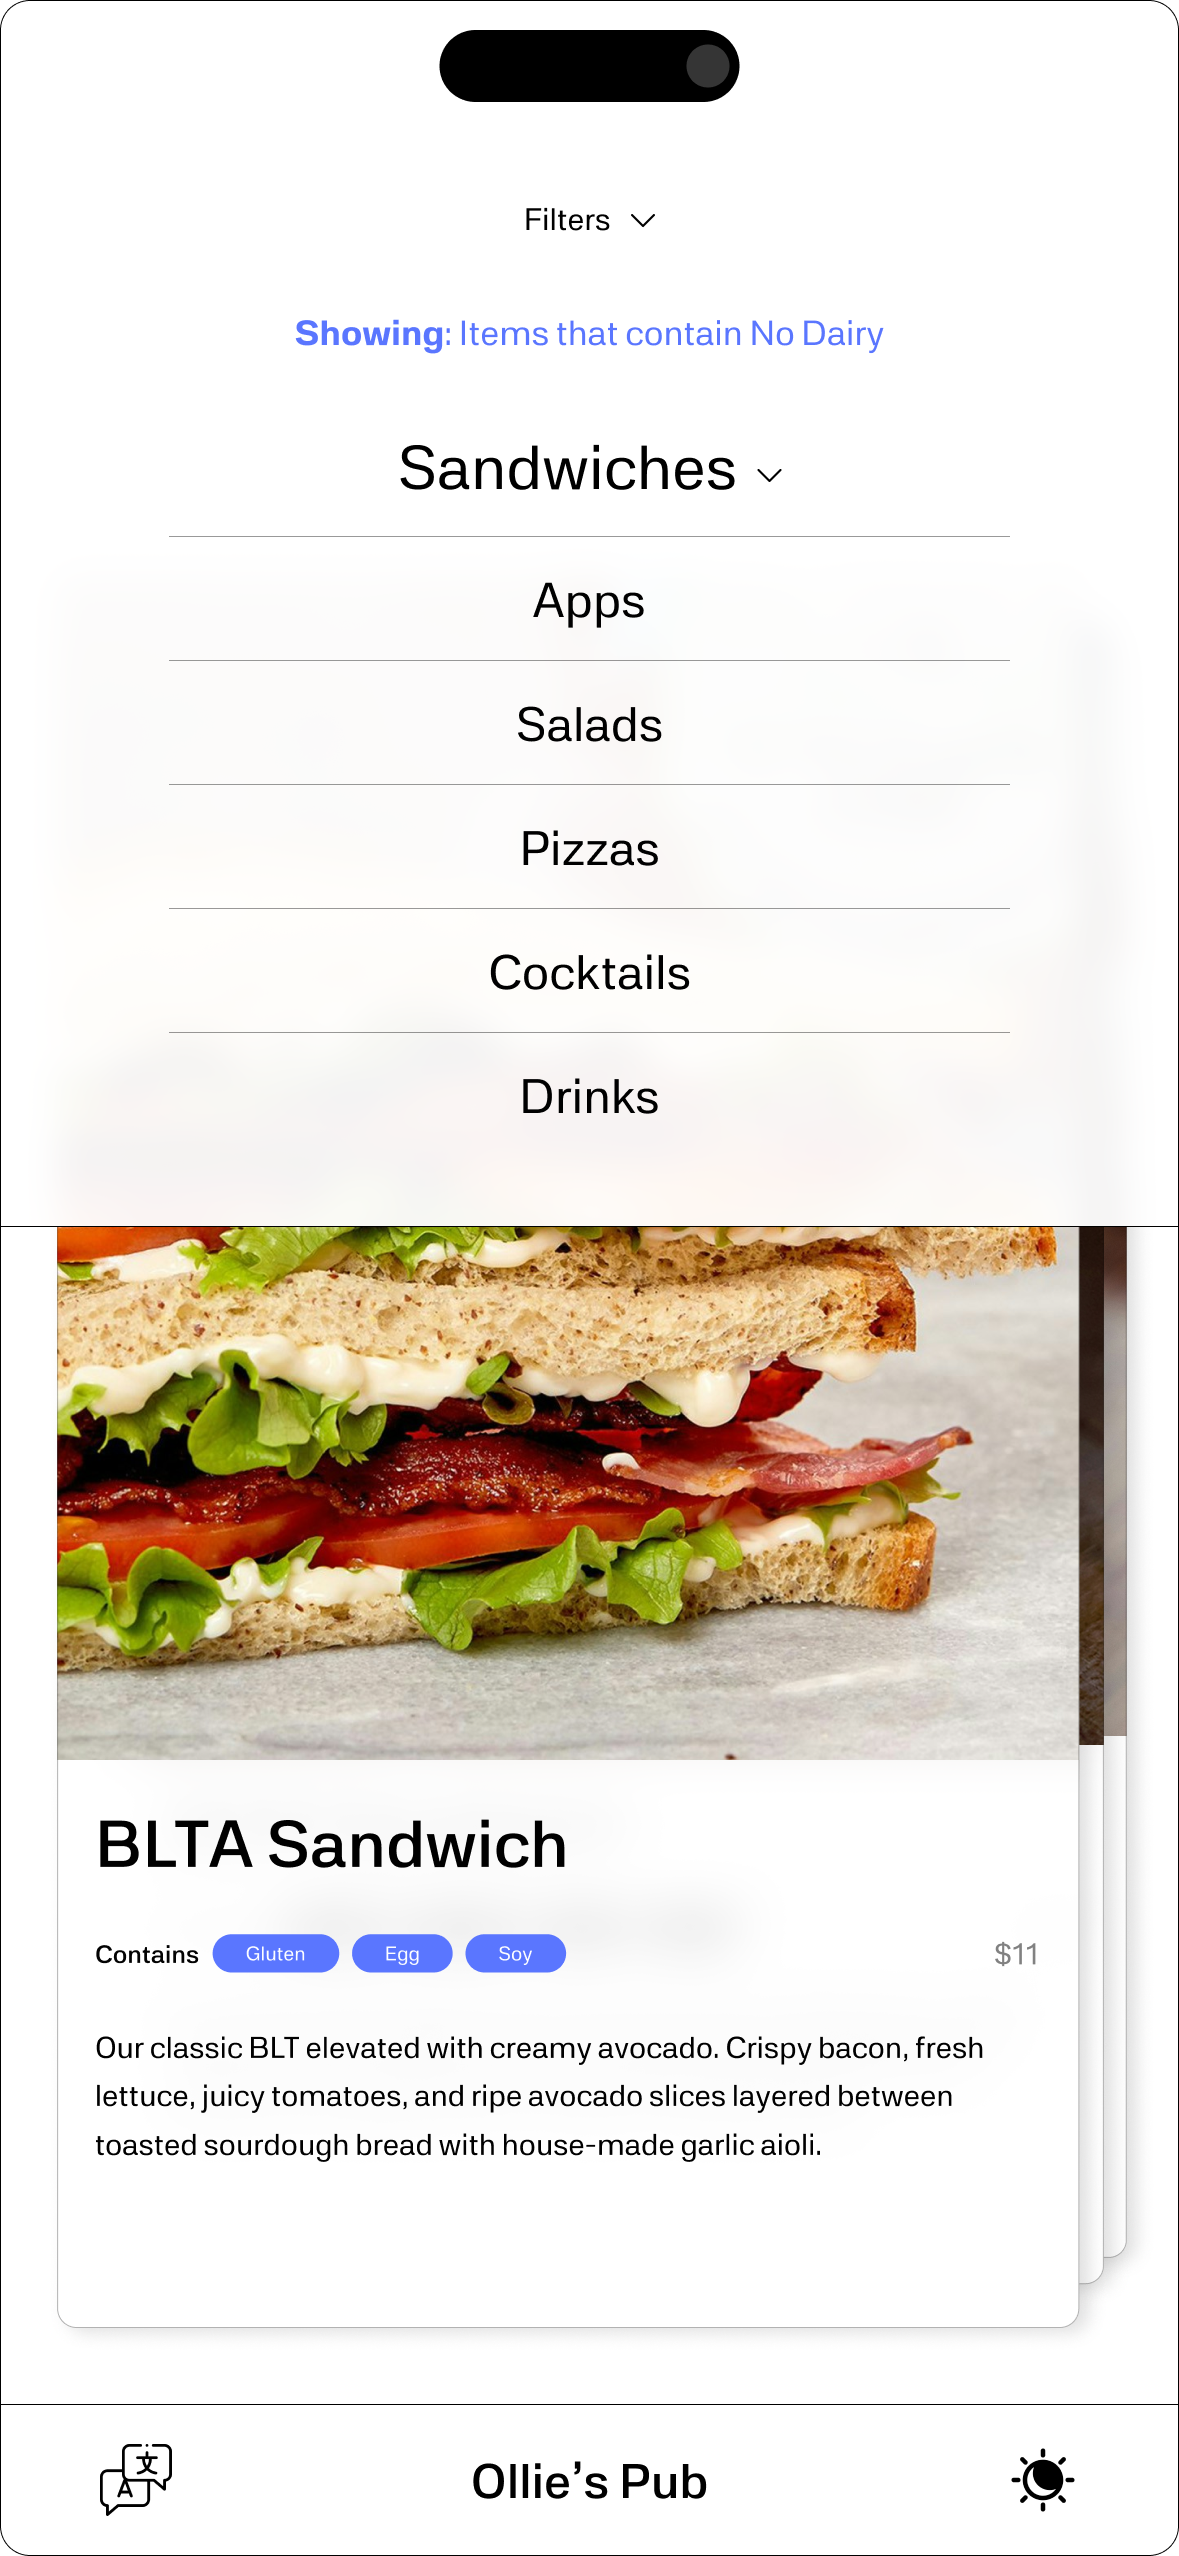 Filters
Showing: Items that contain No Dairy
Sandwiches
Apps
Salads
Pizzas
Cocktails
Drinks
BLTA Sandwich
Contains Gluten Egg Soy $11
Our classic BLT elevated with creamy avocado. Crispy bacon, fresh
lettuce, juicy tomatoes, and ripe avocado slices layered between
toasted sourdough bread with house-made garlic aioli.
文
A
Ollie’s Pub